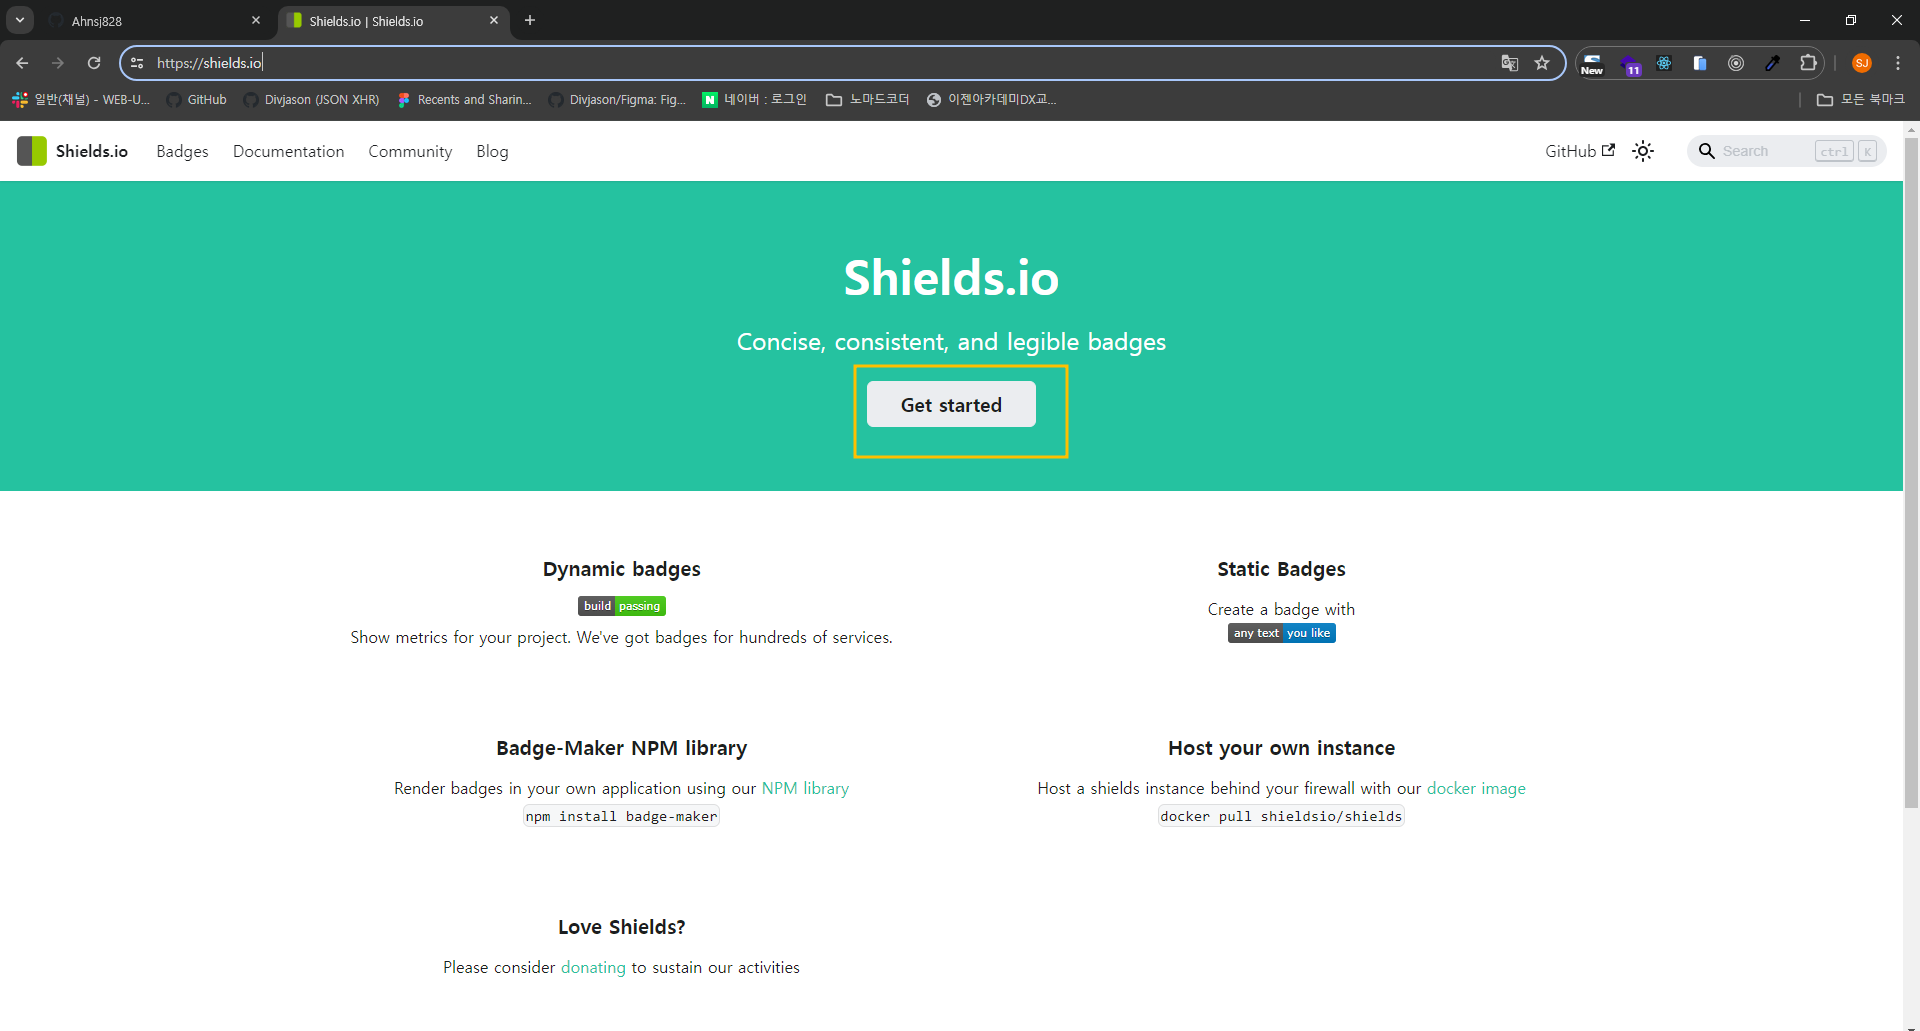 Ahnsj828
Shields.io | Shields.io
https://shields.io
New
11
SJ
일반(채널) - WEB-U...
GitHub
Divjason (JSON XHR)
Recents and Sharin...
Divjason/Figma: Fig...
N 네이버 : 로그인
노마드코더
이젠아카데미DX교...
모든 북마크
Shields.io
Badges
Documentation
Community
Blog
GitHub
Search
ctrl K
Shields.io
Concise, consistent, and legible badges
Get started
Dynamic badges
build passing
Show metrics for your project. We've got badges for hundreds of services.
Static Badges
Create a badge with
any text you like
Badge-Maker NPM library
Render badges in your own application using our NPM library
npm install badge-maker
Host your own instance
Host a shields instance behind your firewall with our docker image
docker pull shieldsio/shields
Love Shields?
Please consider donating to sustain our activities